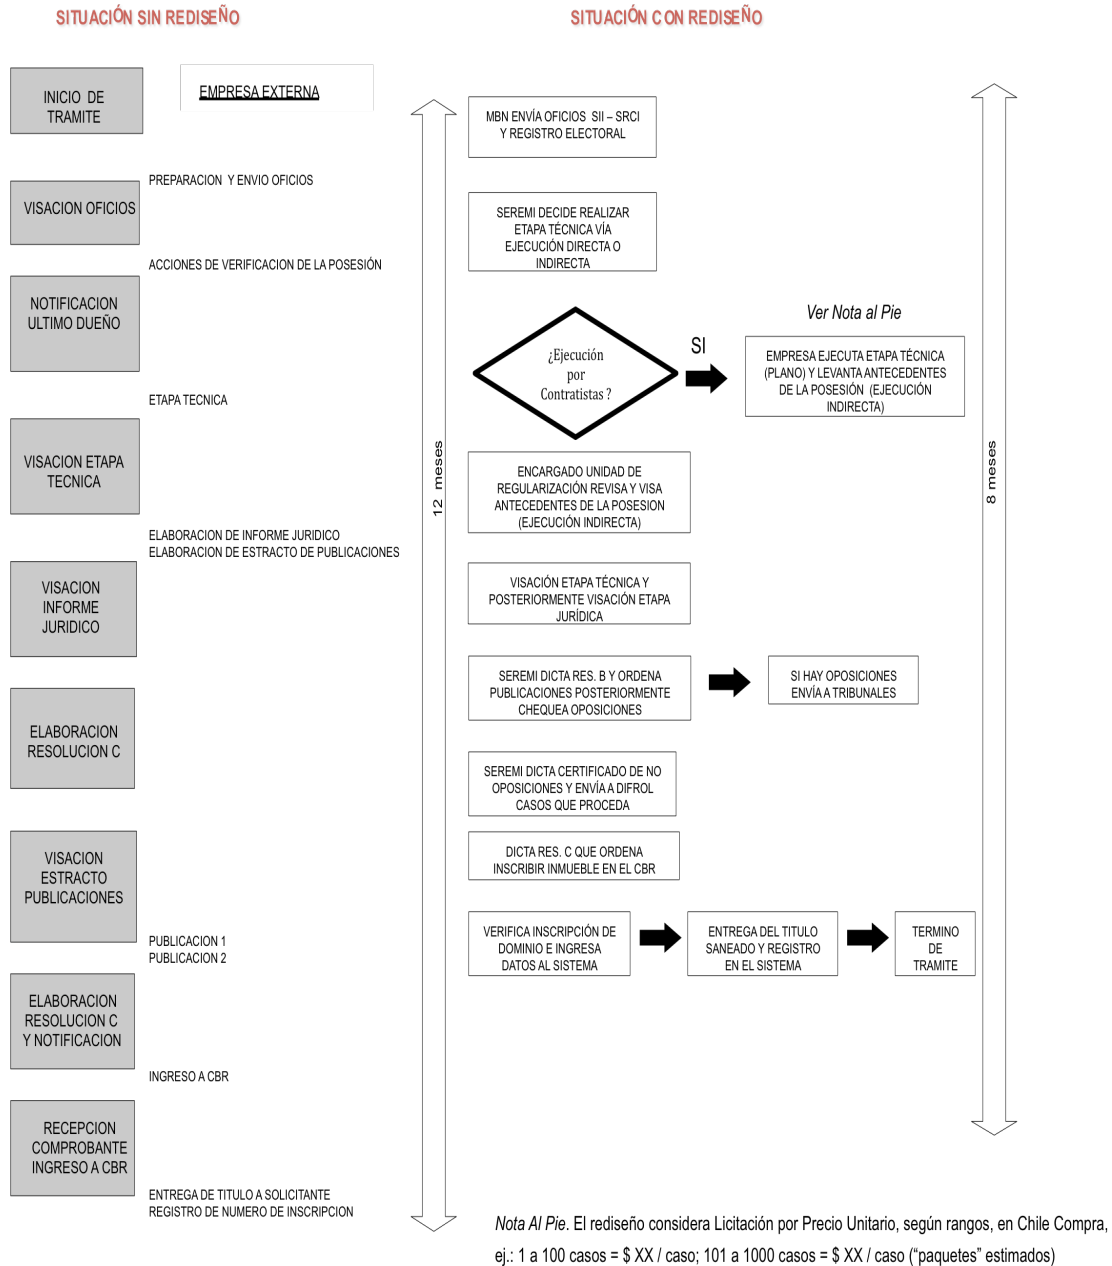 SITUACIÓN SIN REDISEÑO
INICIO DE
TRAMITE
EMPRESA EXTERNA
PREPARACION Y ENVIO OFICIOS
VISACION OFICIOS
ACCIONES DE VERIFICACION DE LA POSESIÓN
NOTIFICACION
ULTIMO DUEÑO
ETAPA TECNICA
VISACION ETAPA
TECNICA
ELABORACION DE INFORME JURIDICO
ELABORACION DE ESTRACTO DE PUBLICACIONES
VISACION
INFORME
JURIDICO
ELABORACION
RESOLUCION C
VISACION
ESTRACTO
PUBLICACIONES
PUBLICACION 1
PUBLICACION 2
ELABORACION
RESOLUCION C
Y NOTIFICACION
INGRESO A CBR
RECEPCION
COMPROBANTE
INGRESO A CBR
ENTREGA DE TITULO A SOLICITANTE
REGISTRO DE NUMERO DE INSCRIPCION
12 meses
SITUACIÓN CON REDISEÑO
MBN ENVÍA OFICIOS SII – SRCI
Y REGISTRO ELECTORAL
SEREMI DECIDE REALIZAR
ETAPA TÉCNICA VÍA
EJECUCIÓN DIRECTA O
INDIRECTA
¿Ejecución
por
Contratistas ?
SI
Ver Nota al Pie
EMPRESA EJECUTA ETAPA TÉCNICA
(PLANO) Y LEVANTA ANTECEDENTES
DE LA POSESIÓN (EJECUCIÓN
INDIRECTA)
ENCARGADO UNIDAD DE
REGULARIZACIÓN REVISA Y VISA
ANTECEDENTES DE LA POSESION
(EJECUCIÓN INDIRECTA)
VISACIÓN ETAPA TÉCNICA Y
POSTERIORMENTE VISACIÓN ETAPA
JURÍDICA
SEREMI DICTA RES. B Y ORDENA
PUBLICACIONES POSTERIORMENTE
CHEQUEA OPOSICIONES
SI HAY OPOSICIONES
ENVÍA A TRIBUNALES
SEREMI DICTA CERTIFICADO DE NO
OPOSICIONES Y ENVÍA A DIFROL
CASOS QUE PROCEDA
DICTA RES. C QUE ORDENA
INSCRIBIR INMUEBLE EN EL CBR
VERIFICA INSCRIPCIÓN DE
DOMINIO E INGRESA
DATOS AL SISTEMA
ENTREGA DEL TITULO
SANEADO Y REGISTRO
EN EL SISTEMA
TERMINO
DE
TRAMITE
8 meses
Nota Al Pie. El rediseño considera Licitación por Precio Unitario, según rangos, en Chile Compra,
ej.: 1 a 100 casos = $ XX / caso; 101 a 1000 casos = $ XX / caso (“paquetes” estimados)